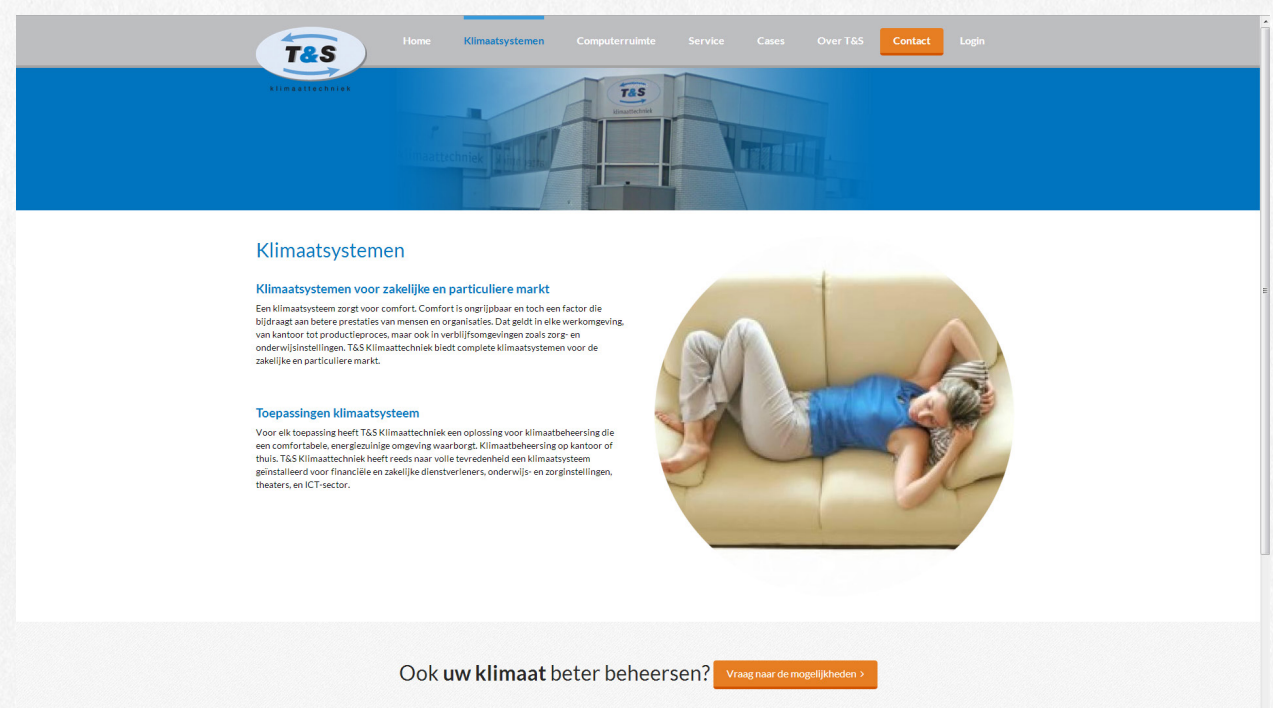 T&S
klimaattechniek
Home Klimaatsystemen Computerruimte Service Cases Over T&S Contact Login
T&S
klimaattechniek
klimaattechniek
Klimaatsystemen
Klimaatsystemen voor zakelijke en particuliere markt
Een klimaatsysteem zorgt voor comfort. Comfort is ongrijpbaar en toch een factor die
bijdraagt aan betere prestaties van mensen en organisaties. Dat geldt in elke werkomgeving,
van kantoor tot productieproces, maar ook in verblijfsomgevingen zoals zorg- en
onderwijsinstellingen. T&S Klimaattechniek biedt complete klimaatsystemen voor de
zakelijke en particuliere markt.
Toepassingen klimaatsysteem
Voor elk toepassing heeft T&S Klimaattechniek een oplossing voor klimaatbeheersing die
een comfortabele, energiezuinige omgeving waarborgt. Klimaatbeheersing op kantoor of
thuis. T&S Klimaattechniek heeft reeds naar volle tevredenheid een klimaatsysteem
geïnstalleerd voor financiële en zakelijke dienstverleners, onderwijs- en zorginstellingen,
theaters, en ICT-sector.
Ook uw klimaat beter beheersen? Vraag naar de mogelijkheden >